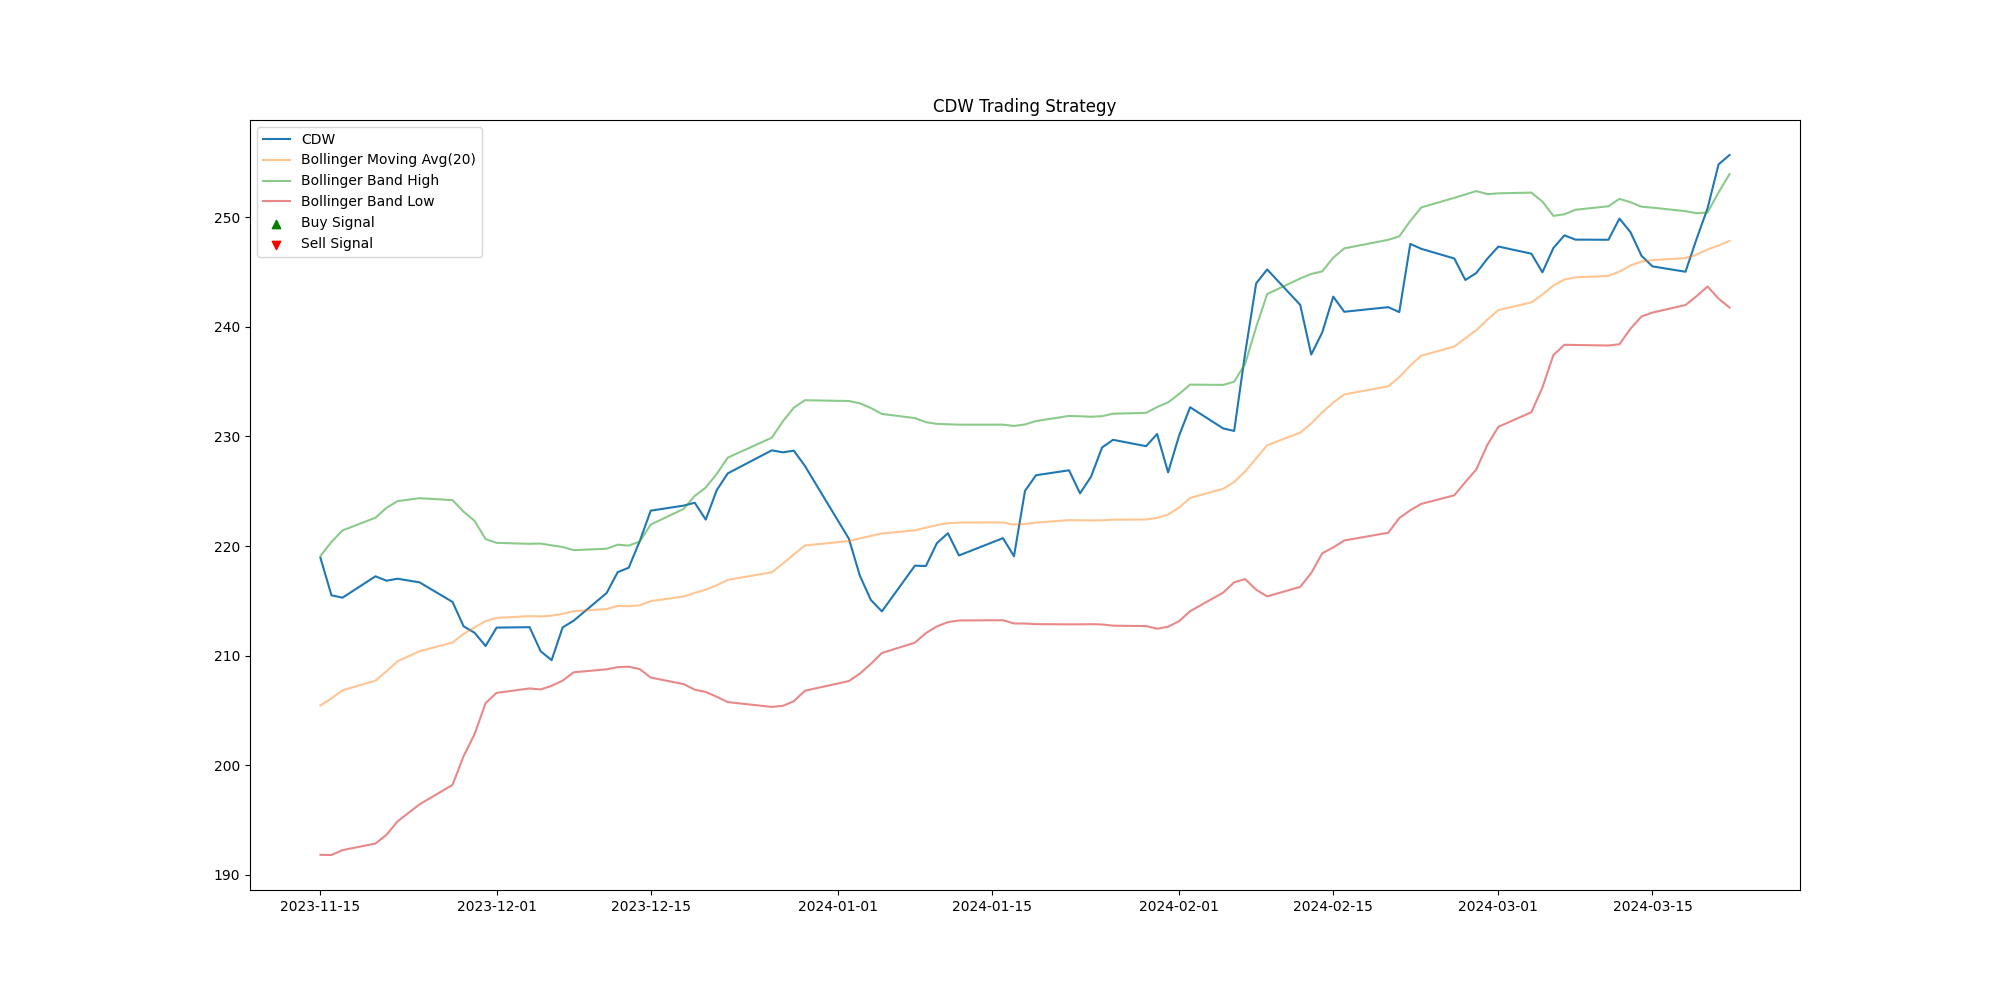 CDW Trading Strategy
CDW
Bollinger Moving Avg(20)
Bollinger Band High
Bollinger Band Low
Buy Signal
Sell Signal
250
240
230
220
210
200
190
2023-11-15
2023-12-01
2023-12-15
2024-01-01
2024-01-15
2024-02-01
2024-02-15
2024-03-01
2024-03-15